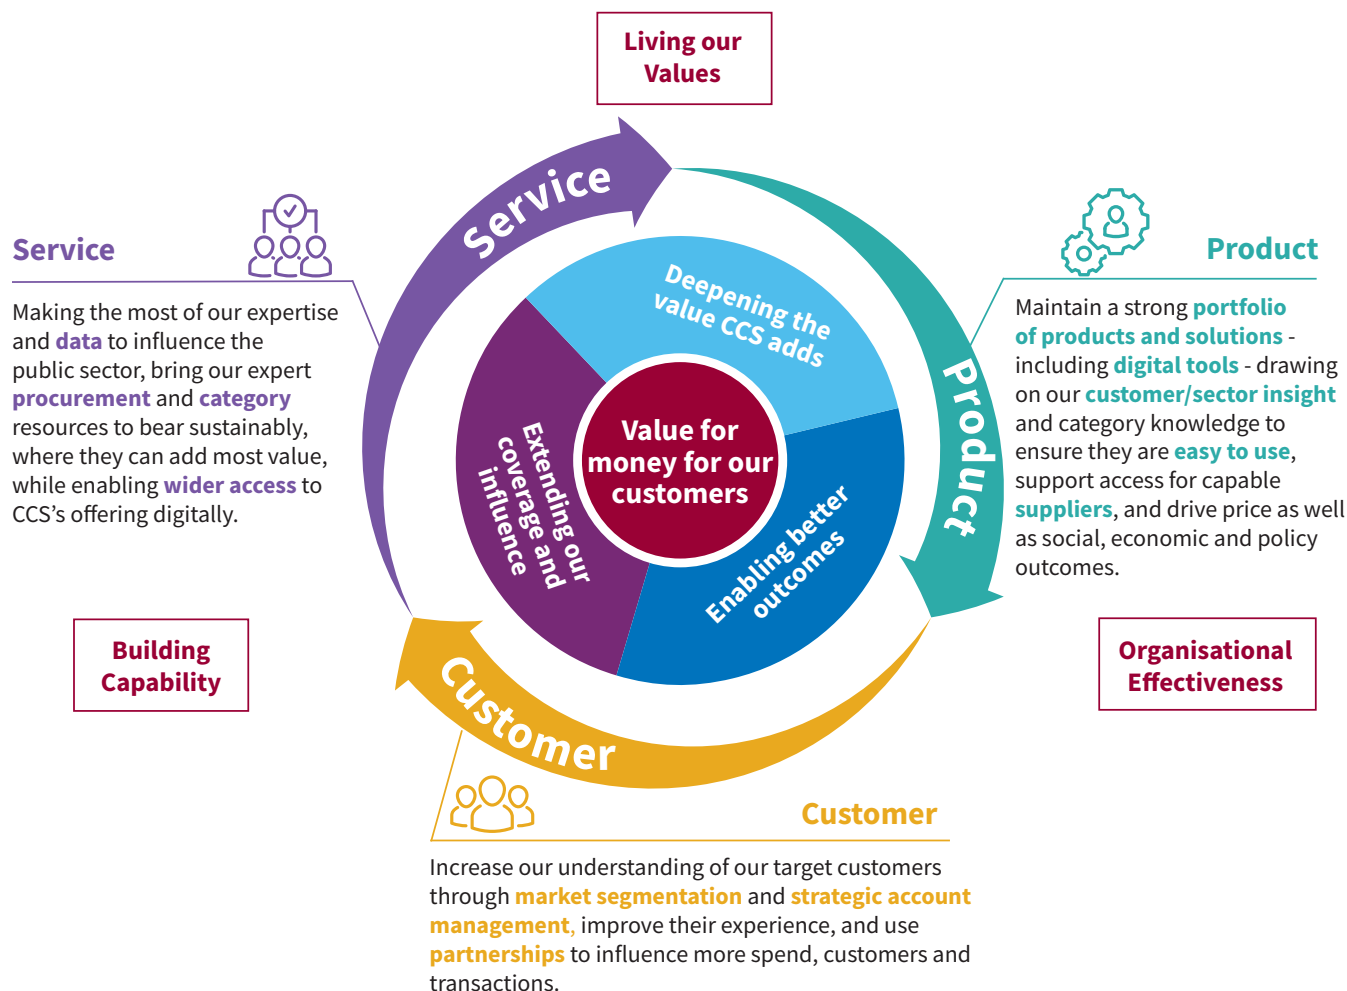 Living our
Values
Service
Service
Making the most of our expertise
and data to influence the
public sector, bring our expert
procurement and category
resources to bear sustainably,
where they can add most value,
while enabling wider access to
CCS's offering digitally.
Product
Maintain a strong portfolio
of products and solutions -
including digital tools - drawing
on our customer/sector insight
and category knowledge to
ensure they are easy to use,
support access for capable
suppliers, and drive price as well
as social, economic and policy
outcomes.
Product
Deepening the
value CCS adds
Value for
money for our
customers
Extending our
coverage and
influence
Enabling better
outcomes
Building
Capability
Organisational
Effectiveness
Customer
Customer
Increase our understanding of our target customers
through market segmentation and strategic account
management, improve their experience, and use
partnerships to influence more spend, customers and
transactions.